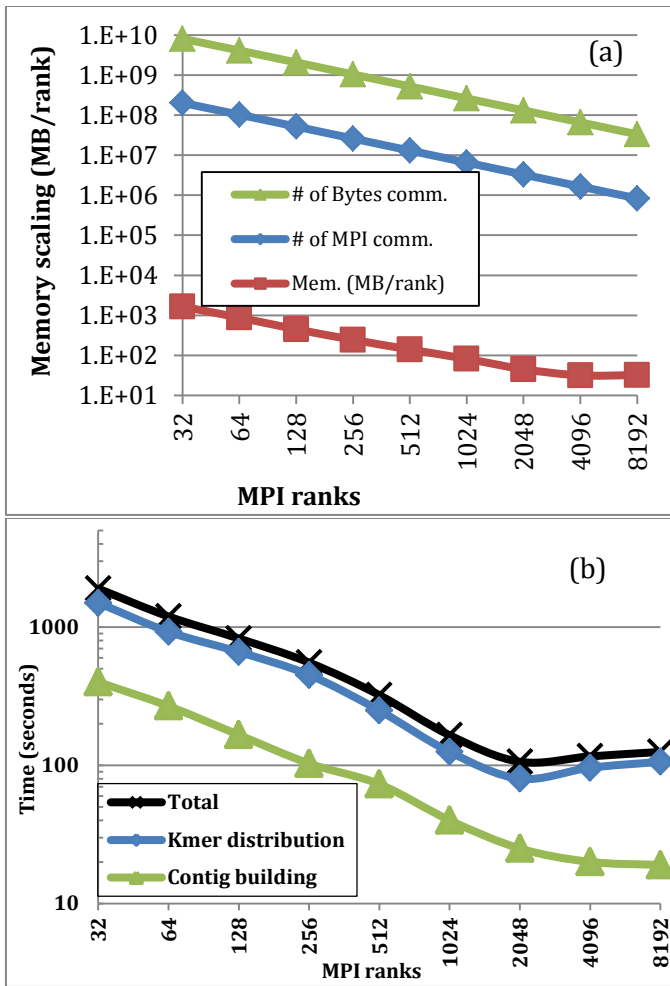 (a)
Memory scaling (MB/rank)
1.E+10
1.E+09
1.E+08
1.E+07
1.E+06
1.E+05
1.E+04
1.E+03
1.E+02
1.E+01
# of Bytes comm.
# of MPI comm.
Mem. (MB/rank)
32
64
128
256
512
1024
2048
4096
8192
MPI ranks
(b)
Time (seconds)
1000
100
10
Total
Kmer distribution
Contig building
32
64
128
256
512
1024
2048
4096
8192
MPI ranks